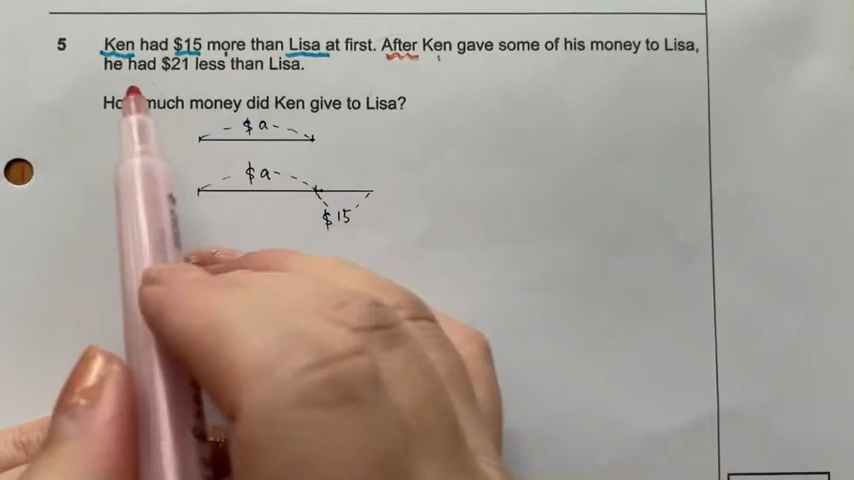 5 Ken had $15 more than Lisa at first. After Ken gave some of his money to Lisa,
he had $21 less than Lisa.
much money did Ken give to Lisa?
$ a
$ a
$ 15